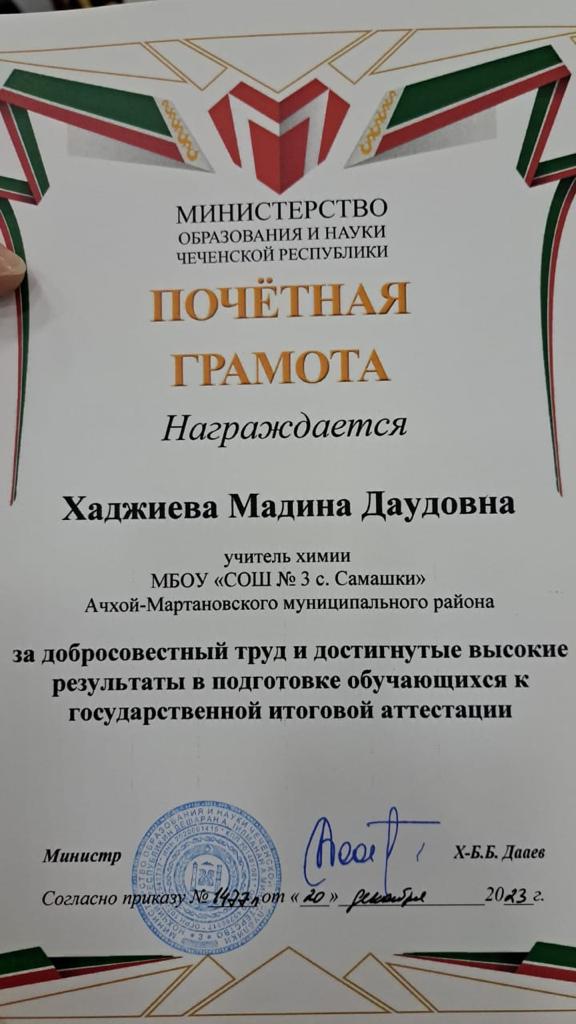 МИНИСТЕРСТВО
ОБРАЗОВАНИЯ И НАУКИ
ЧЕЧЕНСКОЙ РЕСПУБЛИКИ
ПОЧЁТНАЯ
ГРАМОТА
Награждается
Хаджиева Мадина Даудовна
учитель химии
МБОУ «СОШ № 3 с. Самашки»
Ачхой-Мартановского муниципального района
за добросовестный труд и достигнутые высокие
результаты в подготовке обучающихся к
государственной итоговой аттестации
Министр Х-Б.Б. Дааев
Согласно приказу № 1477п от «20» декабря 2023 г.